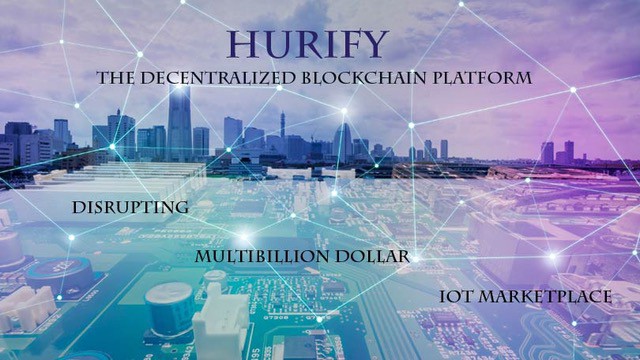 HURIFY
THE DECENTRALIZED BLOCKCHAIN PLATFORM
DISRUPTING
MULTIBILLION DOLLAR
IOT MARKETPLACE